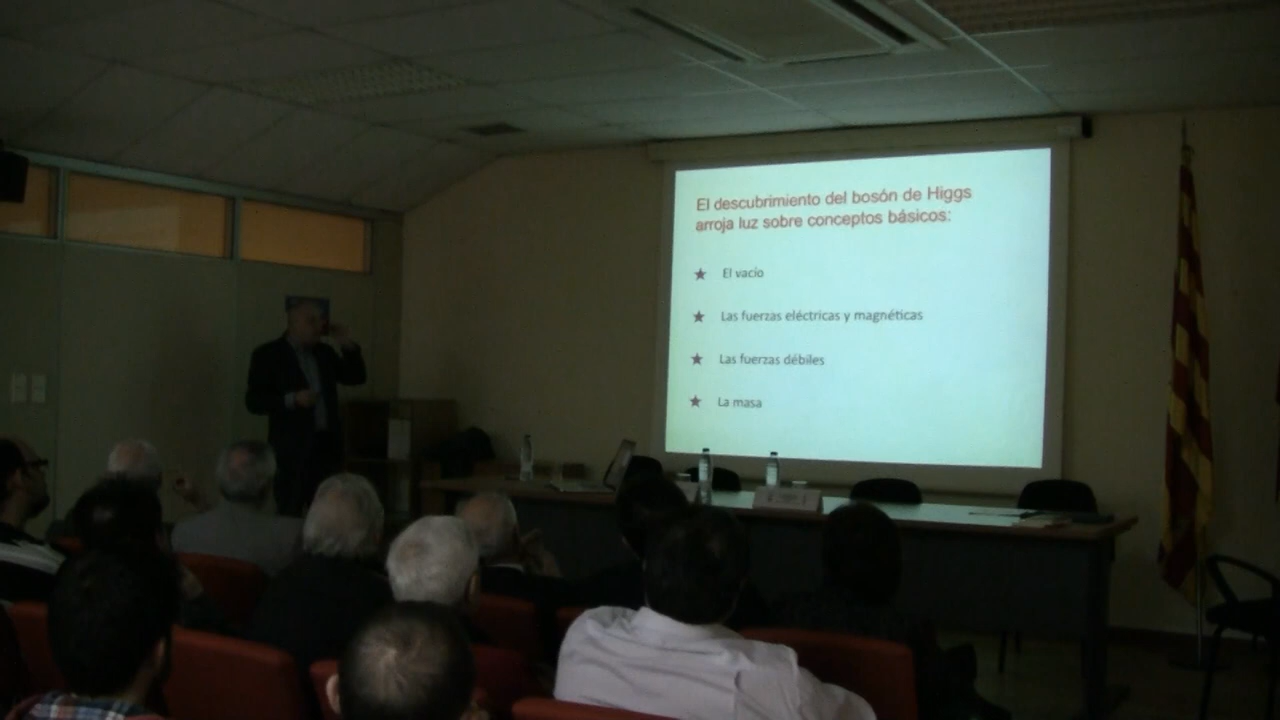 El descubrimiento del bosón de Higgs
arroja luz sobre conceptos básicos:
El vacío
Las fuerzas eléctricas y magnéticas
Las fuerzas débiles
La masa